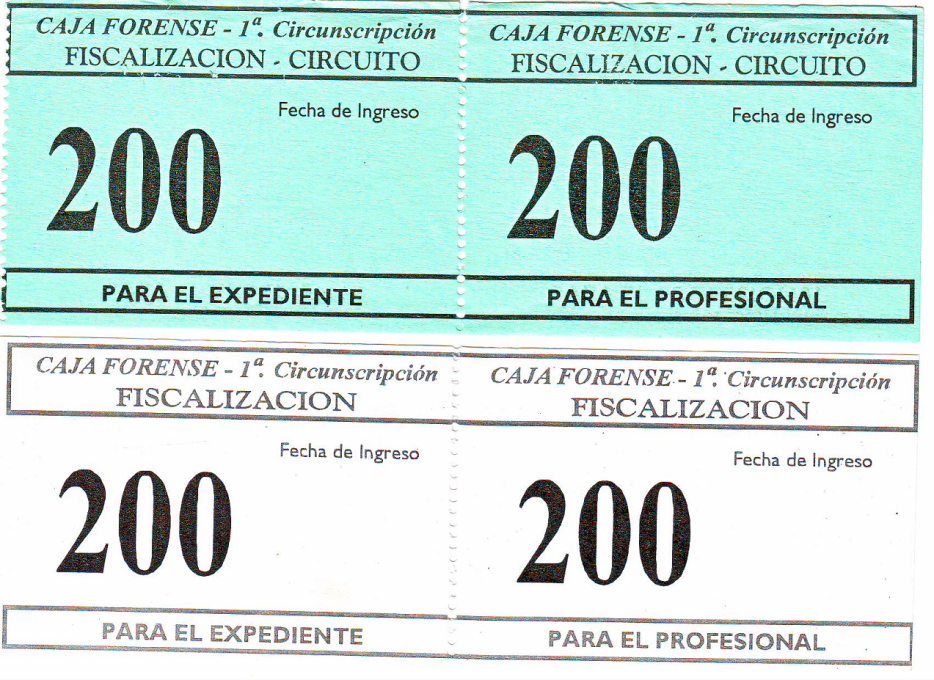 CAJA FORENSE - 1ª. Circunscripción
FISCALIZACION - CIRCUITO
Fecha de Ingreso
200
PARA EL EXPEDIENTE
CAJA FORENSE - 1ª. Circunscripción
FISCALIZACION - CIRCUITO
Fecha de Ingreso
200
PARA EL PROFESIONAL
CAJA FORENSE - 1ª. Circunscripción
FISCALIZACION
Fecha de Ingreso
200
PARA EL EXPEDIENTE
CAJA FORENSE - 1ª. Circunscripción
FISCALIZACION
Fecha de Ingreso
200
PARA EL PROFESIONAL